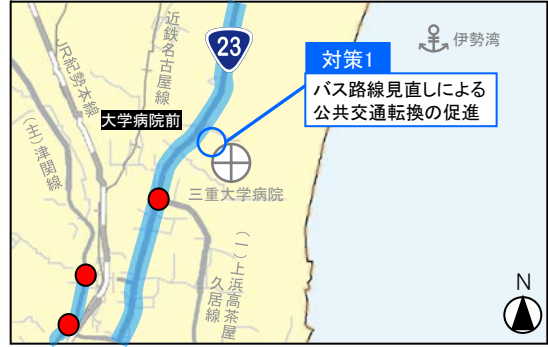 近鉄名古屋線
23
伊勢湾
対策1
バス路線見直しによる
公共交通転換の促進
JR紀勢本線
大学病院前
(主)津関線
三重大学病院
(一)上浜高茶屋
久居線
N